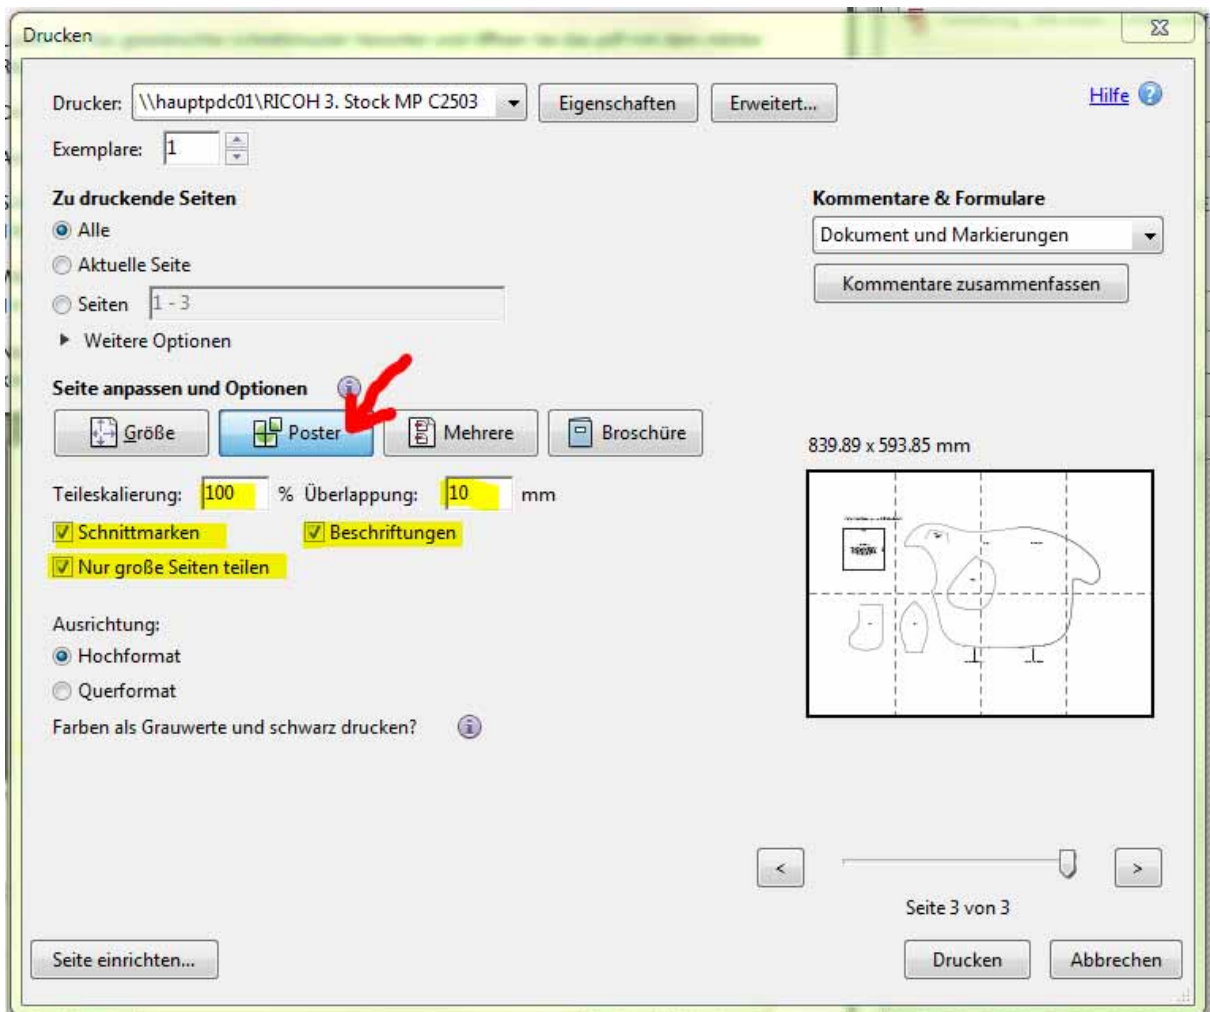 Drucken
Drucker: \\hauptpdc01\RICOH 3. Stock MP C2503 Eigenschaften Erweitert... Hilfe
Exemplare: 1
Zu druckende Seiten
Alle
Aktuelle Seite
Seiten 1 - 3
Weitere Optionen
Kommentare & Formulare
Dokument und Markierungen
Kommentare zusammenfassen
Seite anpassen und Optionen
Größe Poster Mehrere Broschüre
Teileskalierung: 100 % Überlappung: 10 mm
Schnittmarken Beschriftungen
Nur große Seiten teilen
Ausrichtung:
Hochformat
Querformat
Farben als Grauwerte und schwarz drucken?
839.89 x 593.85 mm
< >
Seite 3 von 3
Seite einrichten... Drucken Abbrechen